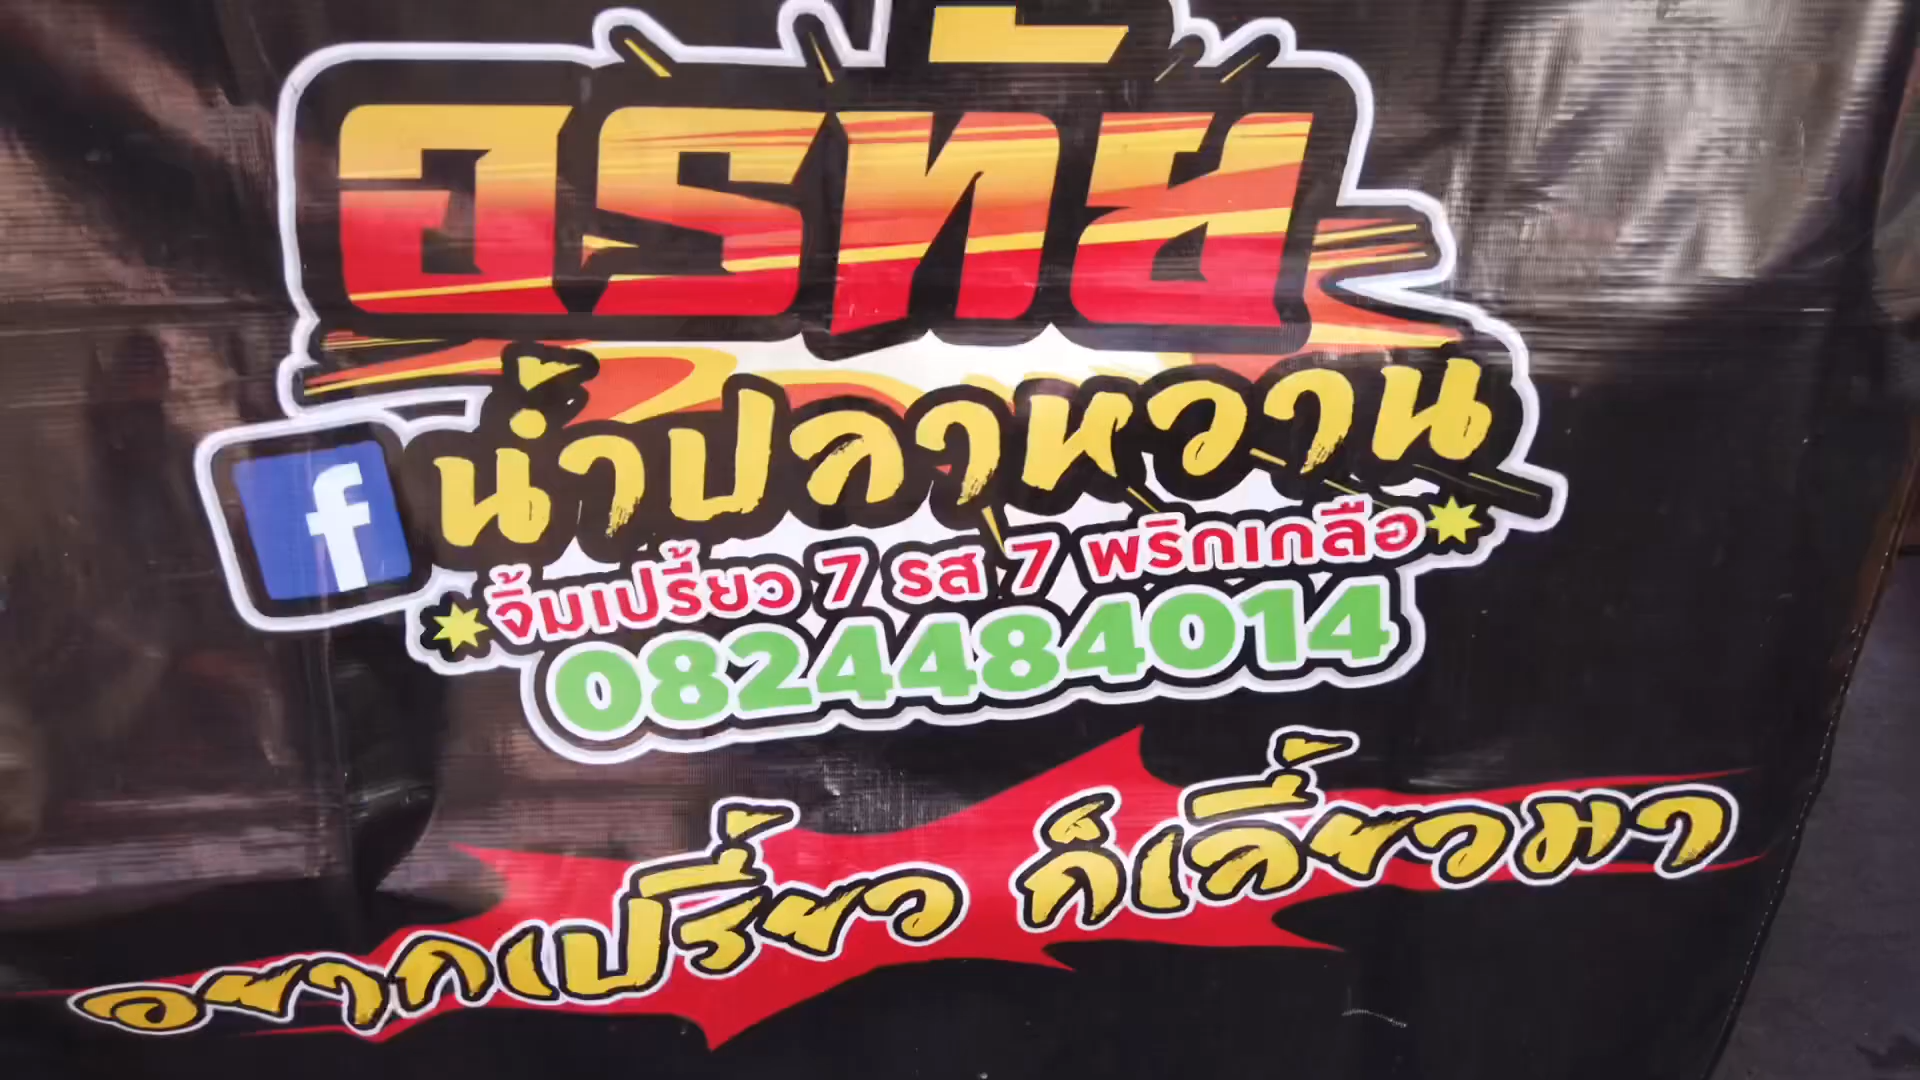 อรทัย
f น้ำปลาหวาน
จิ้มเปรี้ยว 7 รส 7 พริกเกลือ
0824484014
อยากเปรี้ยว ก็เลี้ยวมา